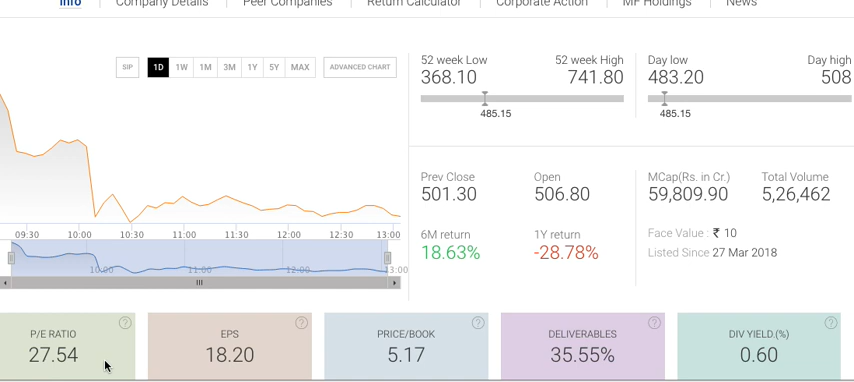 Info | Company Details | Peer Companies | Return Calculator | Corporate Action | MF Holdings | News
SIP 1D 1W 1M 3M 1Y 5Y MAX ADVANCED CHART
09:30 10:00 10:30 11:00 11:30 12:00 12:30 13:00
10:00 11:00 12:00 13:00
52 week Low 52 week High
368.10 741.80
485.15
Day low Day high
483.20 508
485.15
Prev Close Open
501.30 506.80
6M return 1Y return
18.63% -28.78%
MCap(Rs. in Cr.) Total Volume
59,809.90 5,26,462
Face Value : ₹ 10
Listed Since 27 Mar 2018
P/E RATIO ?
27.54
EPS ?
18.20
PRICE/BOOK ?
5.17
DELIVERABLES ?
35.55%
DIV YIELD.(%) ?
0.60